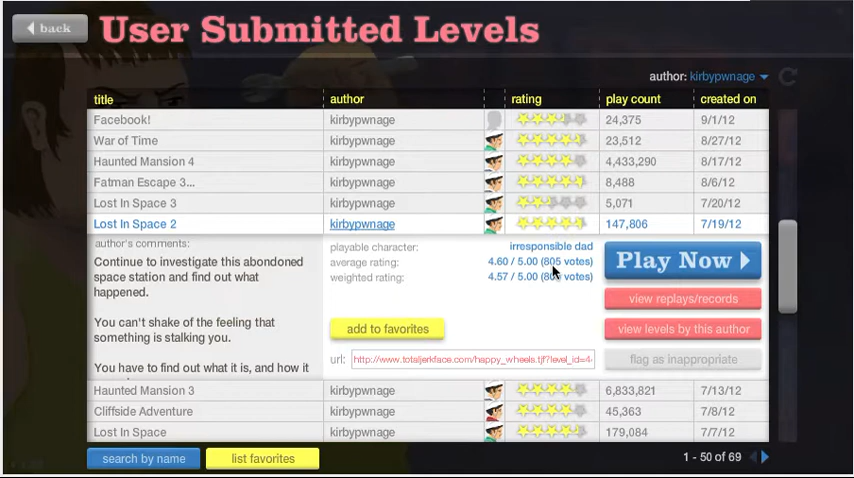 back
User Submitted Levels
author: kirbypwnage
title author rating play count created on
Facebook! kirbypwnage 24,375 9/1/12
War of Time kirbypwnage 23,512 8/27/12
Haunted Mansion 4 kirbypwnage 4,433,290 8/17/12
Fatman Escape 3... kirbypwnage 8,488 8/6/12
Lost In Space 3 kirbypwnage 5,071 7/20/12
Lost In Space 2 kirbypwnage 147,806 7/19/12
author's comments:
Continue to investigate this abondoned
space station and find out what
happened.
You can't shake of the feeling that
something is stalking you.
You have to find out what it is, and how it
playable character: irresponsible dad
average rating: 4.60 / 5.00 (805 votes)
weighted rating: 4.57 / 5.00 (805 votes)
add to favorites
url: http://www.totaljerkface.com/happy_wheels.tjf?level_id=4
Play Now
view replays/records
view levels by this author
flag as inappropriate
Haunted Mansion 3 kirbypwnage 6,833,821 7/13/12
Cliffside Adventure kirbypwnage 45,363 7/8/12
Lost In Space kirbypwnage 179,084 7/7/12
search by name list favorites 1 - 50 of 69